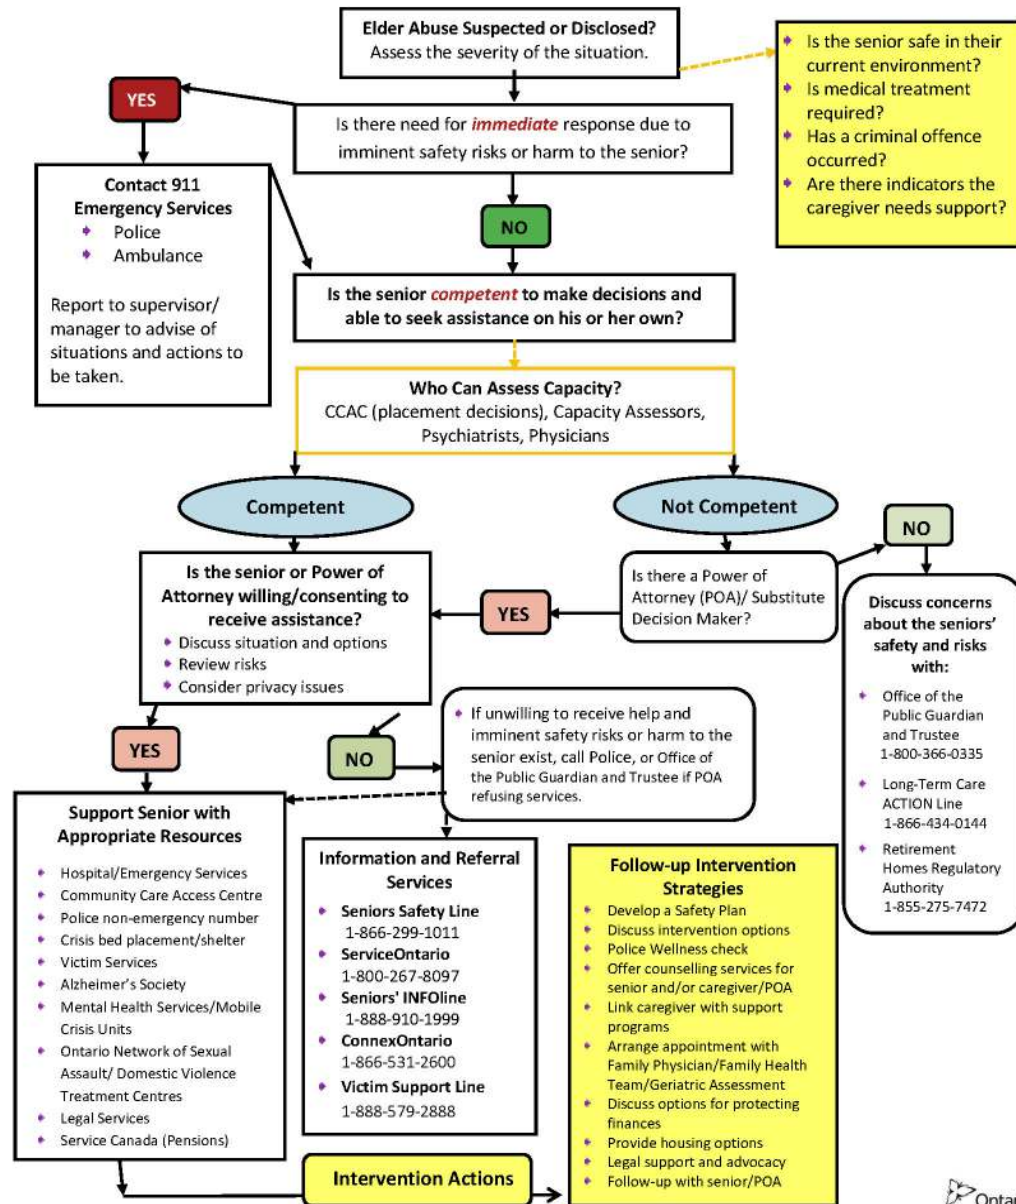 Elder Abuse Suspected or Disclosed?
Assess the severity of the situation.
Is the senior safe in their
current environment?
Is medical treatment
required?
Has a criminal offence
occurred?
Are there indicators the
caregiver needs support?
YES
Is there need for immediate response due to
imminent safety risks or harm to the senior?
Contact 911
Emergency Services
Police
Ambulance
Report to supervisor/
manager to advise of
situations and actions to
be taken.
NO
Is the senior competent to make decisions and
able to seek assistance on his or her own?
Who Can Assess Capacity?
CCAC (placement decisions), Capacity Assessors,
Psychiatrists, Physicians
Competent
Not Competent
NO
Is the senior or Power of
Attorney willing/consenting to
receive assistance?
Discuss situation and options
Review risks
Consider privacy issues
YES
Is there a Power of
Attorney (POA)/ Substitute
Decision Maker?
Discuss concerns
about the seniors’
safety and risks
with:
Office of the
Public Guardian
and Trustee
1-800-366-0335
Long-Term Care
ACTION Line
1-866-434-0144
Retirement
Homes Regulatory
Authority
1-855-275-7472
YES
NO
If unwilling to receive help and
imminent safety risks or harm to the
senior exist, call Police, or Office of
the Public Guardian and Trustee if POA
refusing services.
Support Senior with
Appropriate Resources
Hospital/Emergency Services
Community Care Access Centre
Police non-emergency number
Crisis bed placement/shelter
Victim Services
Alzheimer’s Society
Mental Health Services/Mobile
Crisis Units
Ontario Network of Sexual
Assault/ Domestic Violence
Treatment Centres
Legal Services
Service Canada (Pensions)
Information and Referral
Services
Seniors Safety Line
1-866-299-1011
ServiceOntario
1-800-267-8097
Seniors' INFOline
1-888-910-1999
ConnexOntario
1-866-531-2600
Victim Support Line
1-888-579-2888
Follow-up Intervention
Strategies
Develop a Safety Plan
Discuss intervention options
Police Wellness check
Offer counselling services for
senior and/or caregiver/POA
Link caregiver with support
programs
Arrange appointment with
Family Physician/Family Health
Team/Geriatric Assessment
Discuss options for protecting
finances
Provide housing options
Legal support and advocacy
Follow-up with senior/POA
Intervention Actions